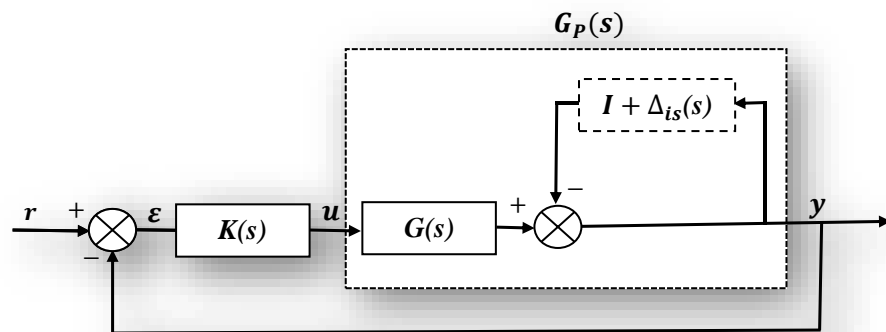 G_P(s)
I + Δ_is(s)
−
r + ε K(s) u G(s) + y
−